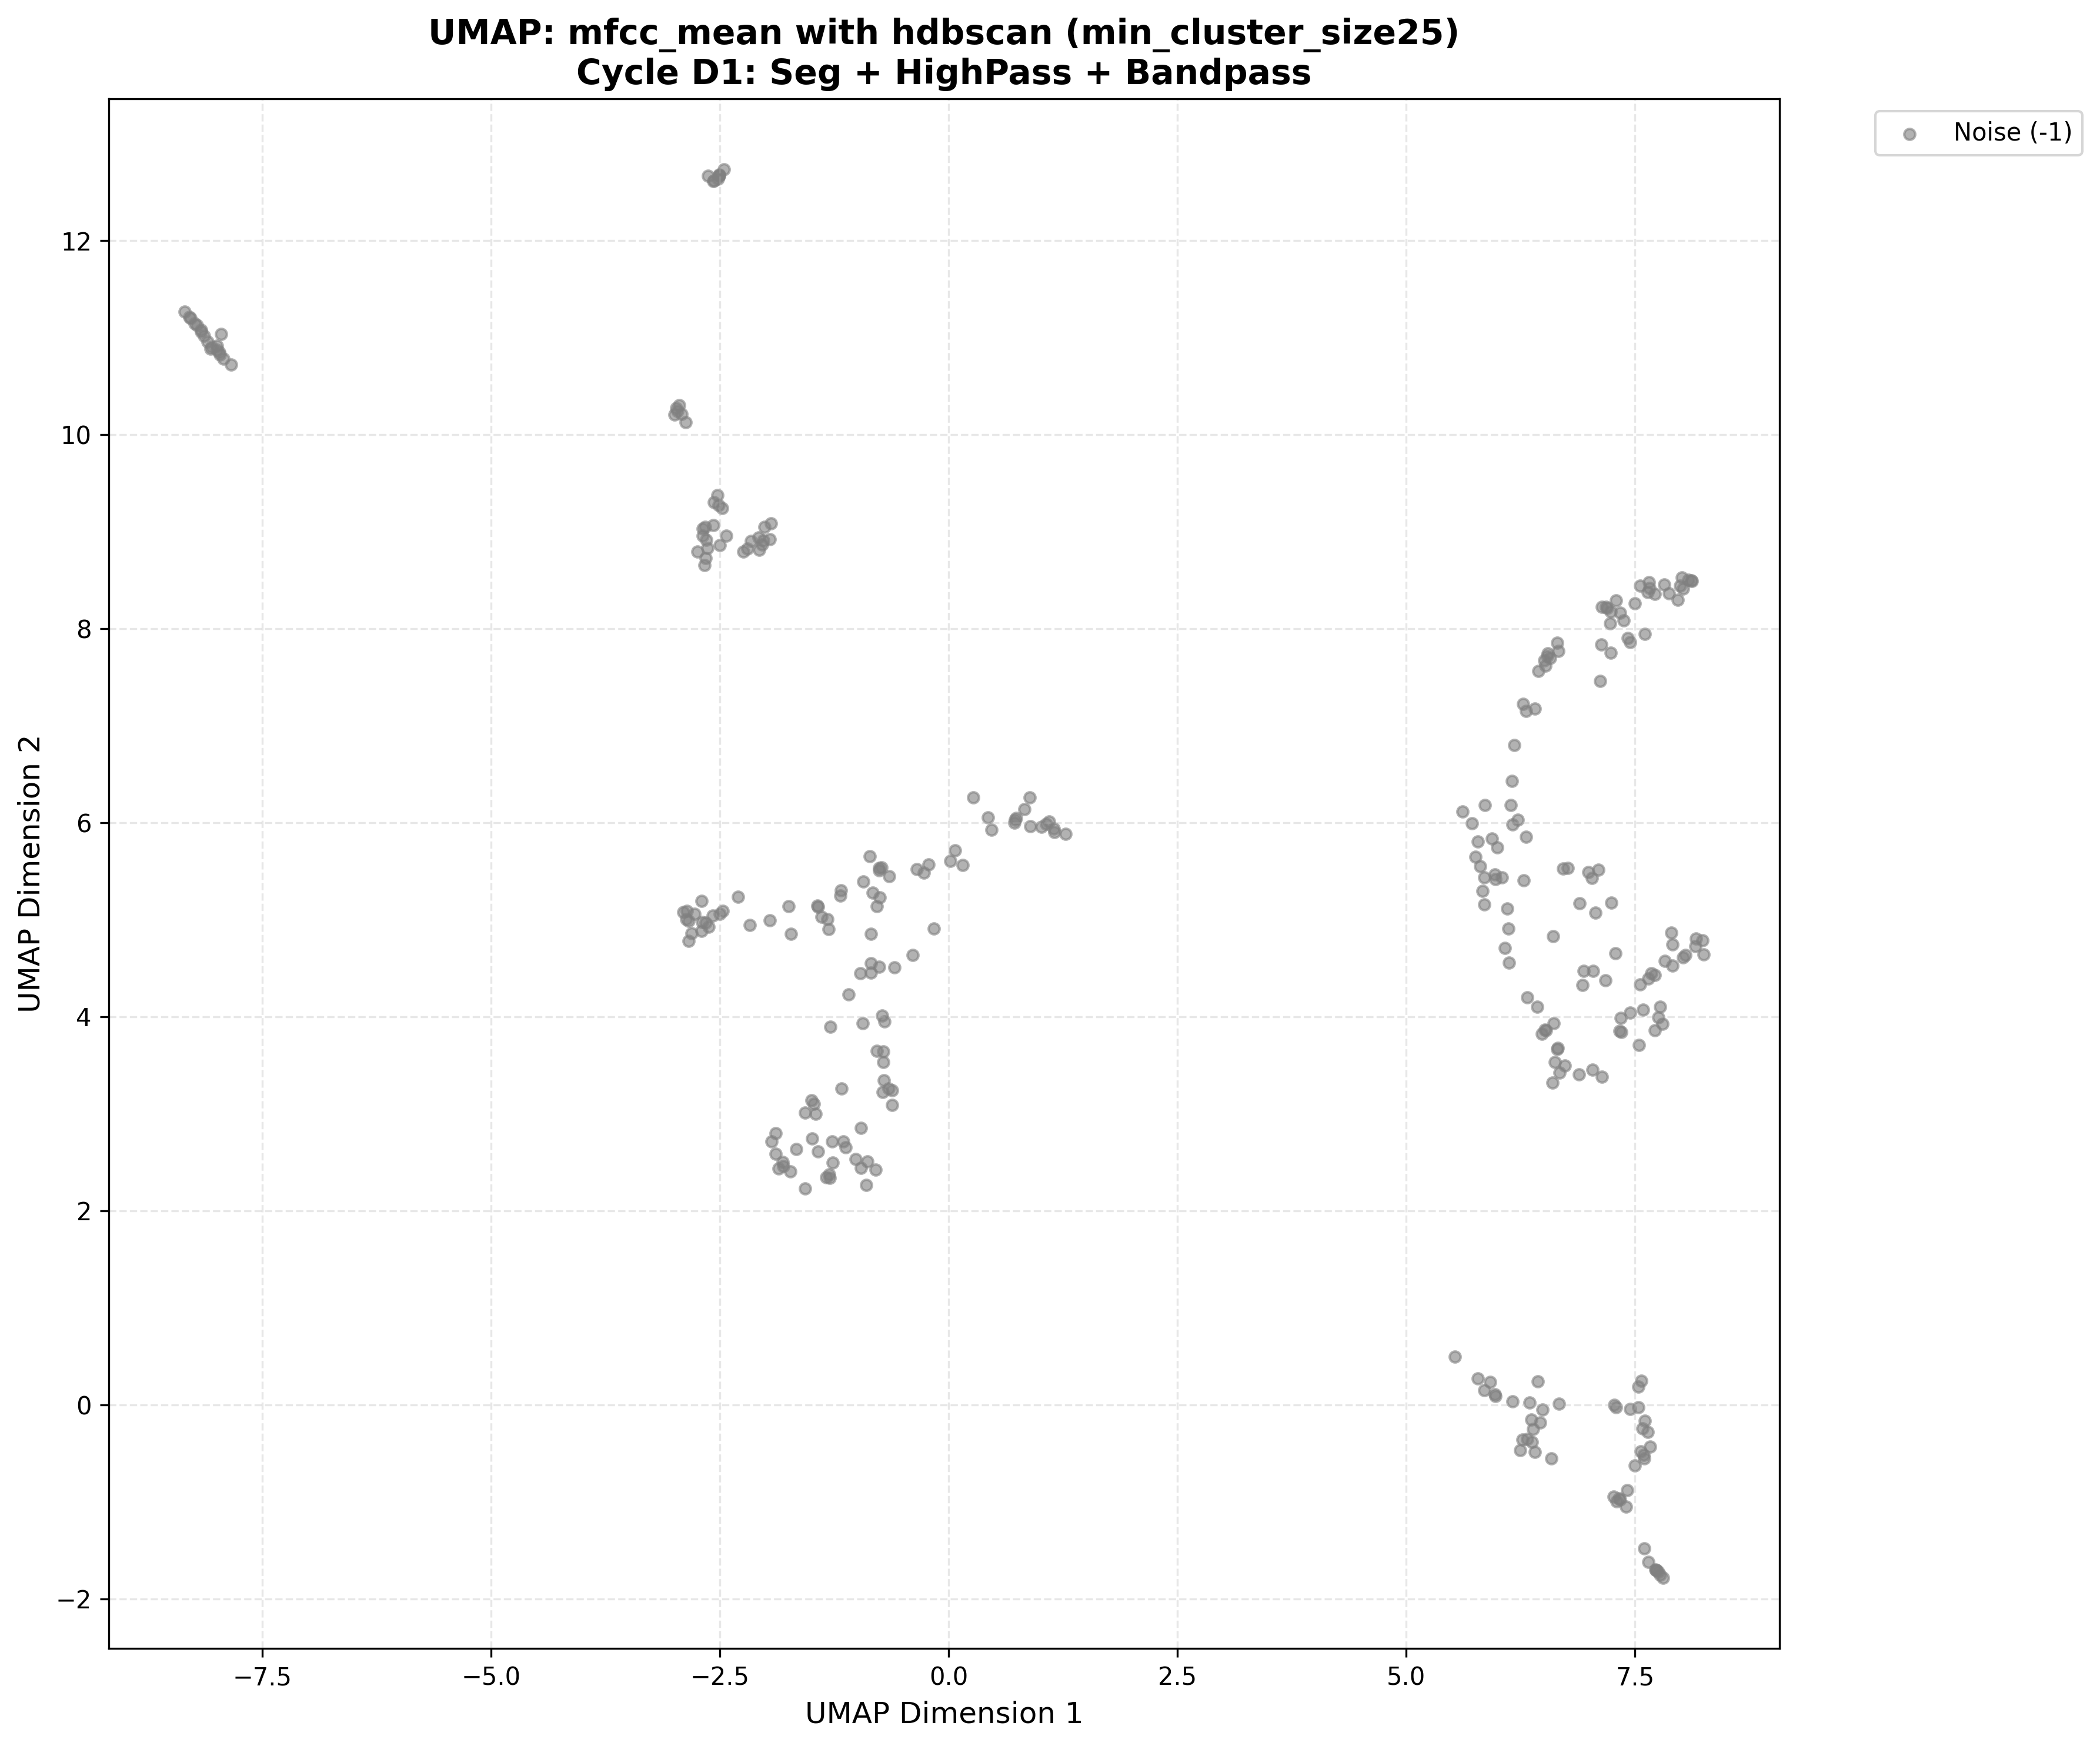 UMAP: mfcc_mean with hdbscan (min_cluster_size25)
Cycle D1: Seg + HighPass + Bandpass
Noise (-1)
12
10
8
6
4
2
0
−2
UMAP Dimension 2
−7.5 −5.0 −2.5 0.0 2.5 5.0 7.5
UMAP Dimension 1